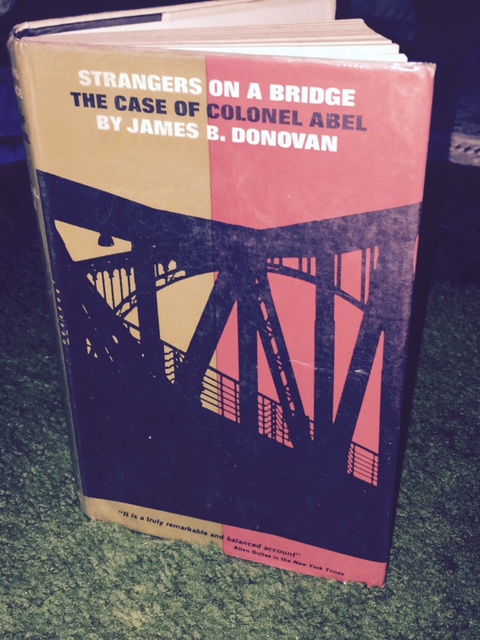 STRANGERS ON A BRIDGE
THE CASE OF COLONEL ABEL
BY JAMES B. DONOVAN
"It is a truly remarkable and balanced account"
Allen Dulles in the New York Times